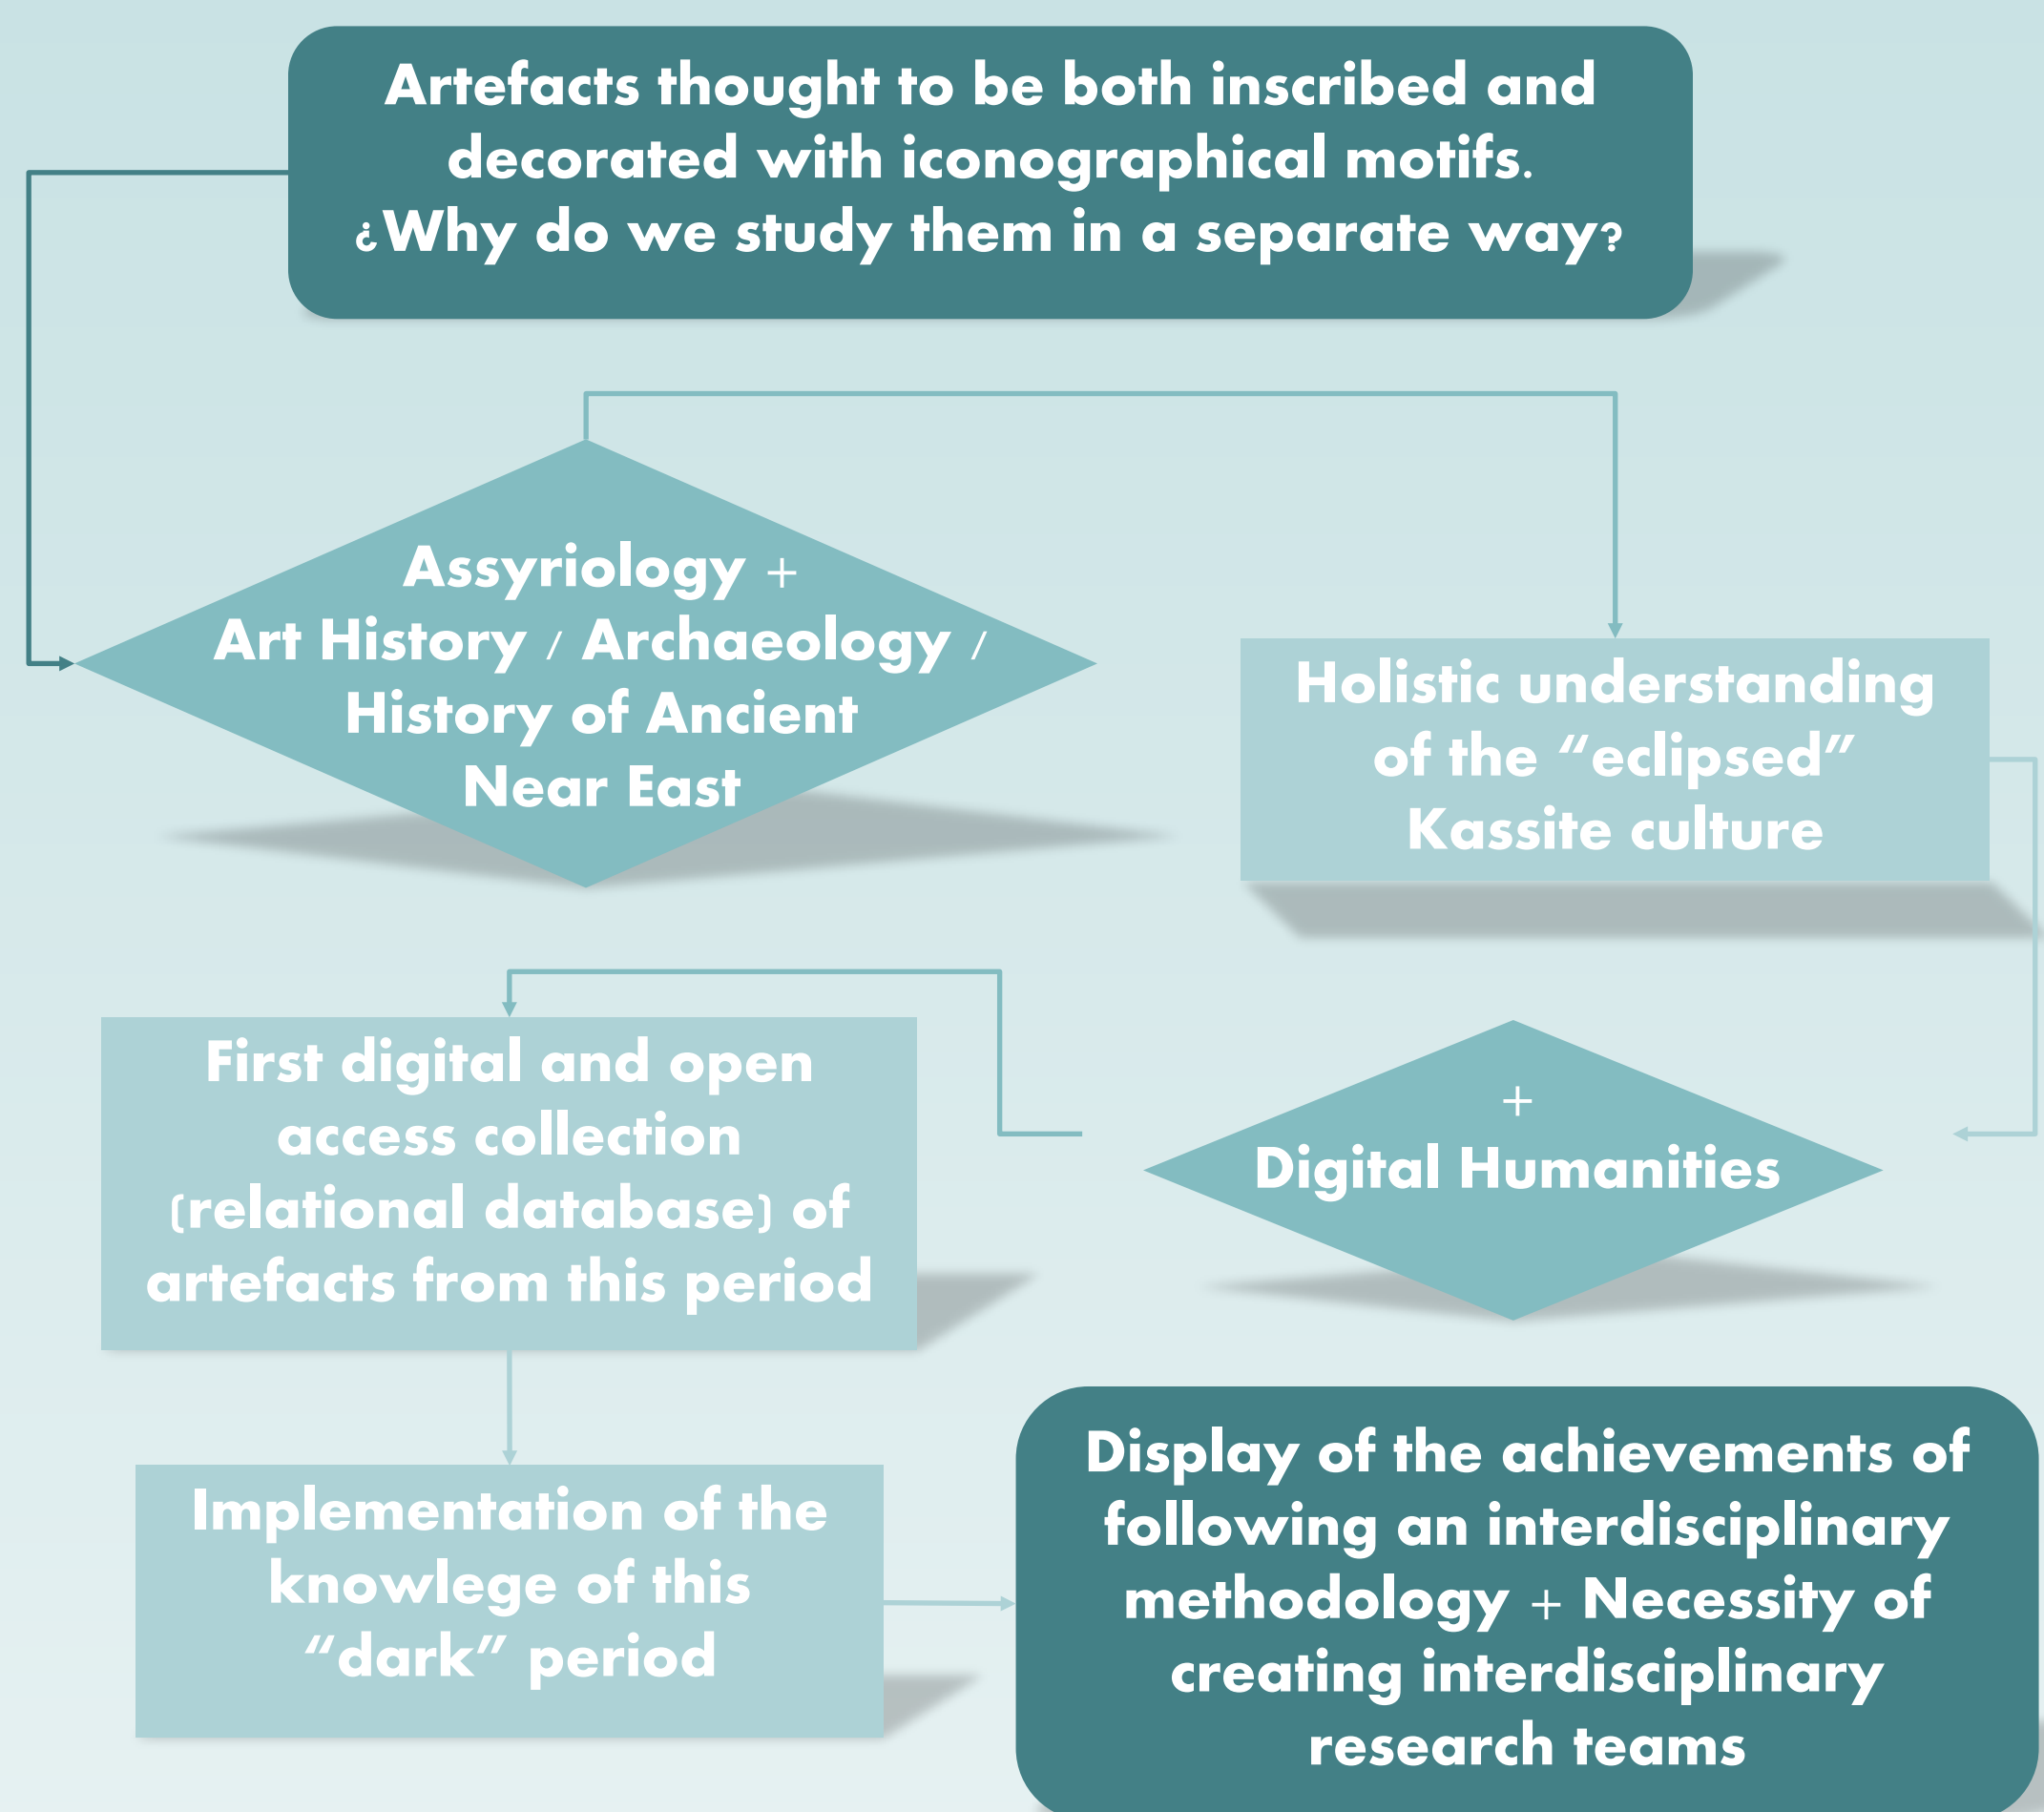 Artefacts thought to be both inscribed and
decorated with iconographical motifs.
¿Why do we study them in a separate way?
Assyriology +
Art History / Archaeology /
History of Ancient
Near East
Holistic understanding
of the “eclipsed”
Kassite culture
+
Digital Humanities
First digital and open
access collection
(relational database) of
artefacts from this period
Implementation of the
knowlege of this
“dark” period
Display of the achievements of
following an interdisciplinary
methodology + Necessity of
creating interdisciplinary
research teams